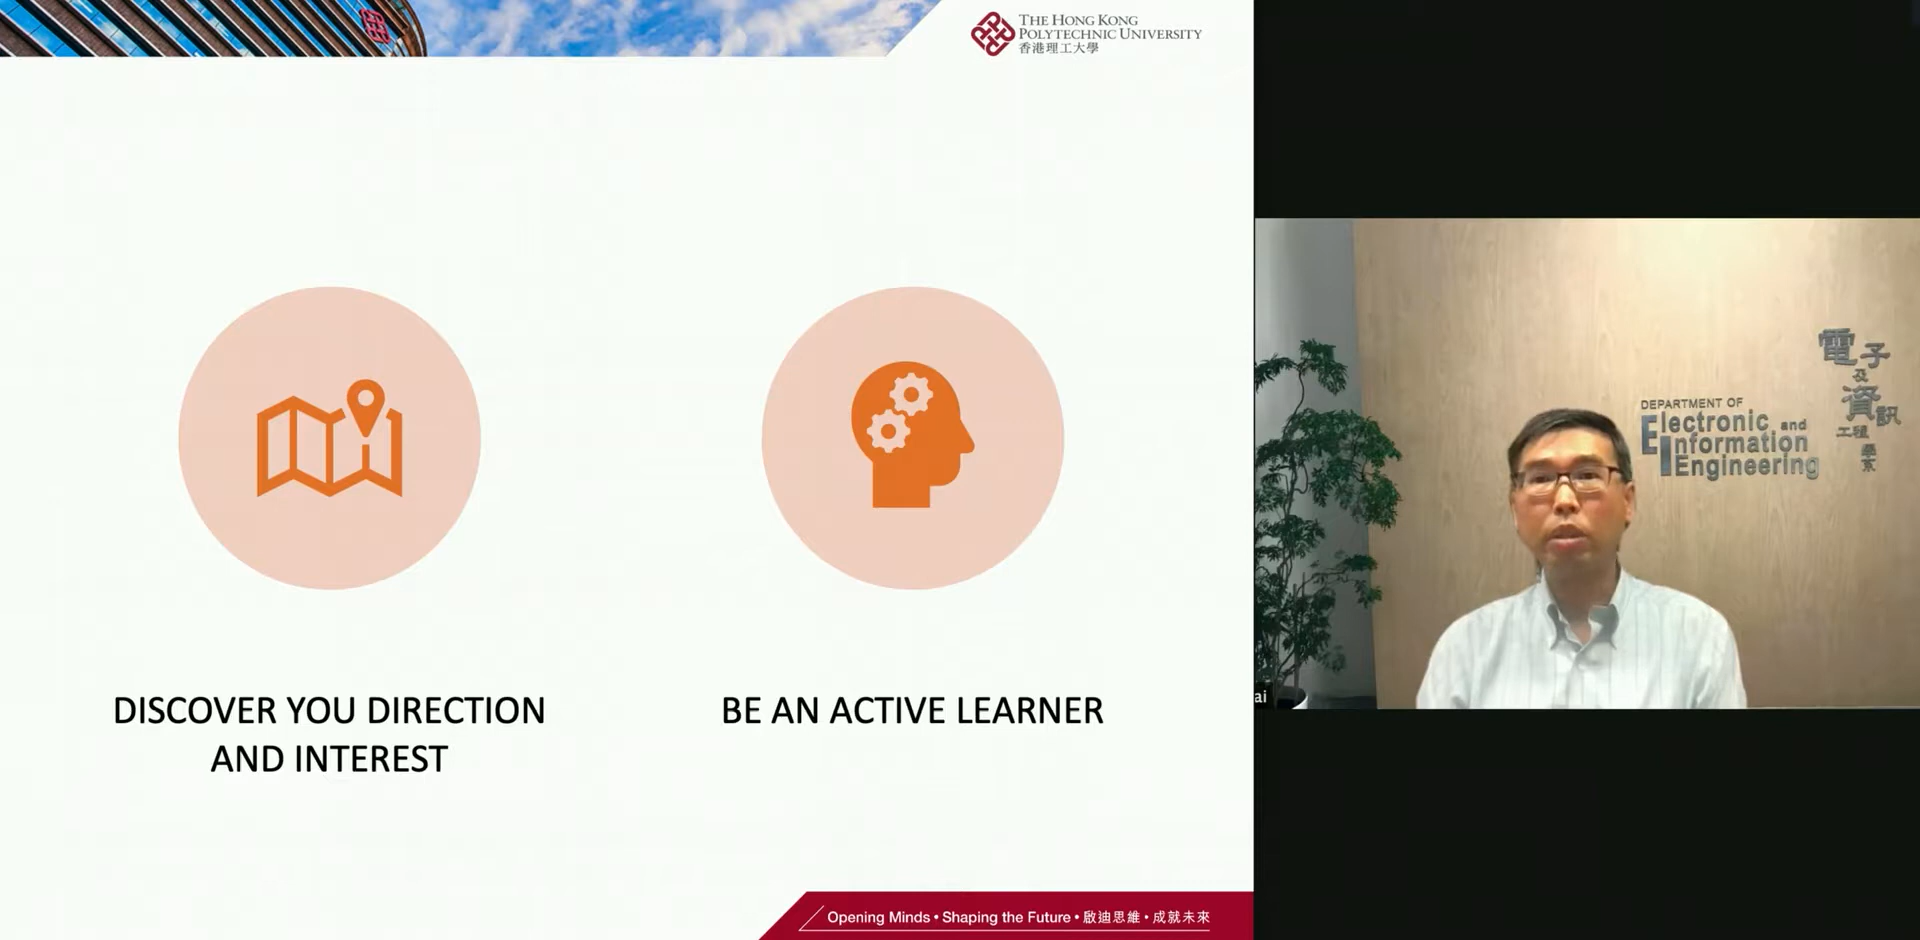 THE HONG KONG
POLYTECHNIC UNIVERSITY
香港理工大學
DISCOVER YOU DIRECTION
AND INTEREST
BE AN ACTIVE LEARNER
Opening Minds • Shaping the Future • 啟迪思維 • 成就未來
電子
及
資訊
工程
學系
DEPARTMENT OF
Electronic and
Information
Engineering
ai